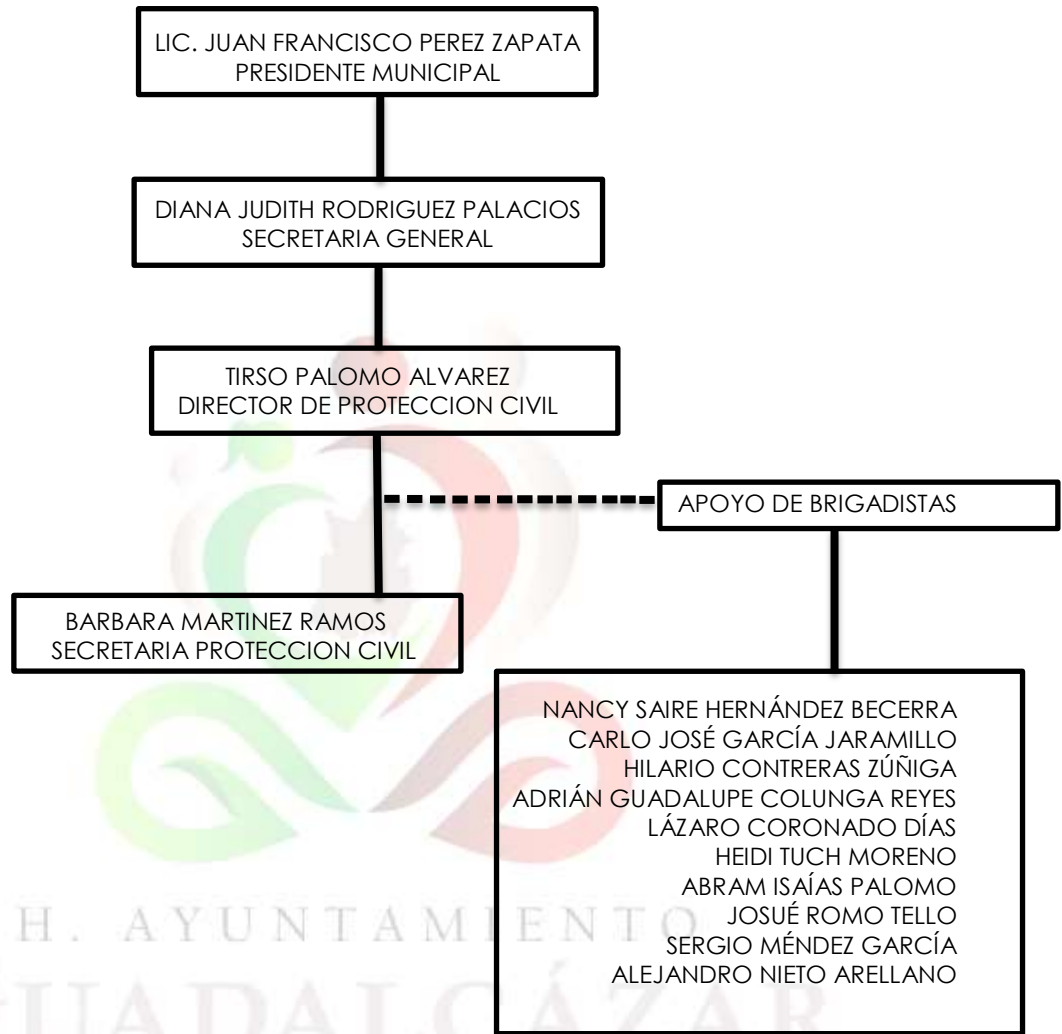 LIC. JUAN FRANCISCO PEREZ ZAPATA
PRESIDENTE MUNICIPAL
DIANA JUDITH RODRIGUEZ PALACIOS
SECRETARIA GENERAL
TIRSO PALOMO ALVAREZ
DIRECTOR DE PROTECCION CIVIL
APOYO DE BRIGADISTAS
BARBARA MARTINEZ RAMOS
SECRETARIA PROTECCION CIVIL
NANCY SAIRE HERNÁNDEZ BECERRA
CARLO JOSÉ GARCÍA JARAMILLO
HILARIO CONTRERAS ZÚÑIGA
ADRIÁN GUADALUPE COLUNGA REYES
LÁZARO CORONADO DÍAS
HEIDI TUCH MORENO
ABRAM ISAÍAS PALOMO
JOSUÉ ROMO TELLO
SERGIO MÉNDEZ GARCÍA
ALEJANDRO NIETO ARELLANO
H. AYUNTAMIENTO
GUADALCÁZAR